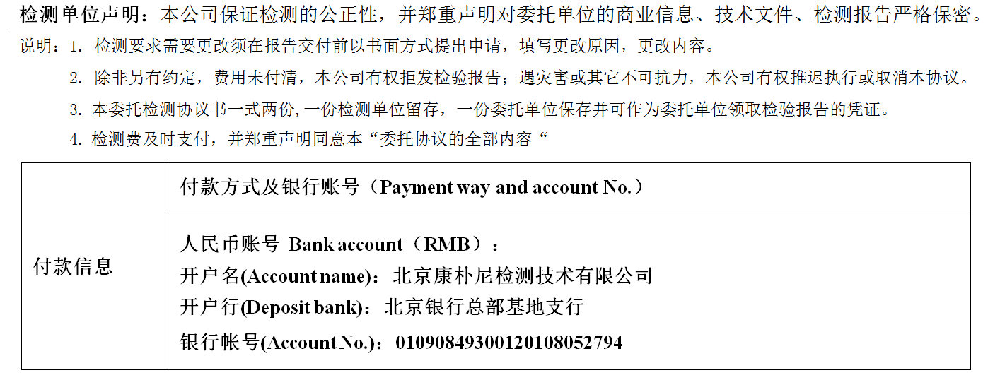 检测单位声明：本公司保证检测的公正性，并郑重声明对委托单位的商业信息、技术文件、检测报告严格保密。
说明：1. 检测要求需要更改须在报告交付前以书面方式提出申请，填写更改原因，更改内容。
2. 除非另有约定，费用未付清，本公司有权拒发检验报告；遇灾害或其它不可抗力，本公司有权推迟执行或取消本协议。
3. 本委托检测协议书一式两份,一份检测单位留存，一份委托单位保存并可作为委托单位领取检验报告的凭证。
4. 检测费及时支付，并郑重声明同意本“委托协议的全部内容“
付款信息
付款方式及银行账号（Payment way and account No.）
人民币账号 Bank account（RMB）：
开户名(Account name)：北京康朴尼检测技术有限公司
开户行(Deposit bank)：北京银行总部基地支行
银行帐号(Account No.)：01090849300120108052794